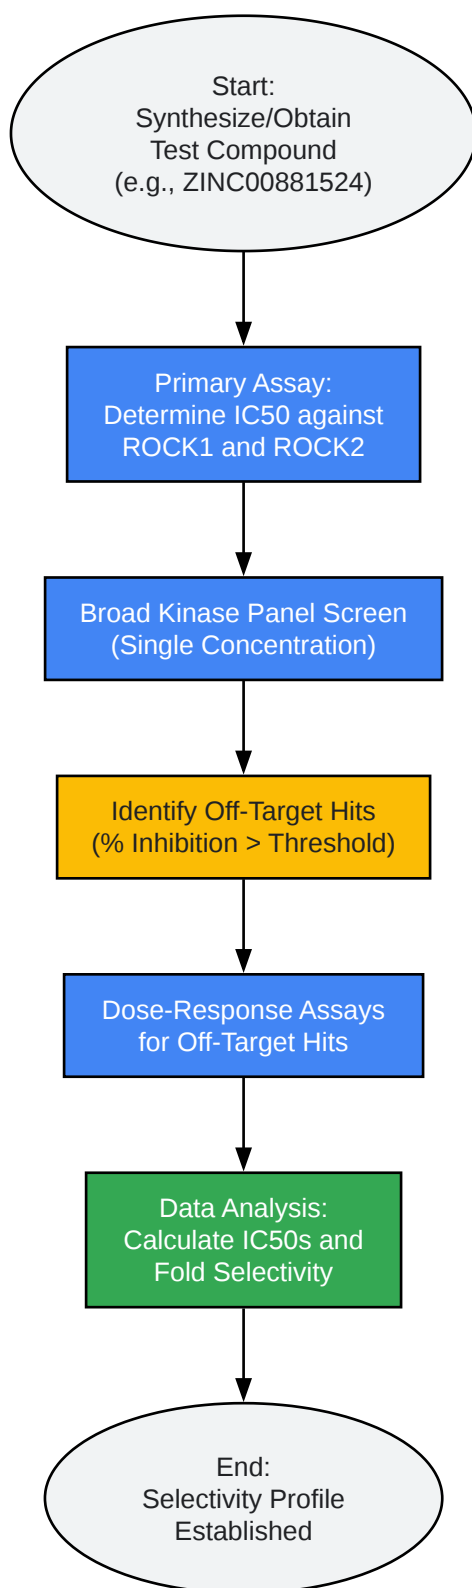 Start:
Synthesize/Obtain
Test Compound
(e.g., ZINC00881524)
Primary Assay:
Determine IC50 against
ROCK1 and ROCK2
Broad Kinase Panel Screen
(Single Concentration)
Identify Off-Target Hits
(% Inhibition > Threshold)
Dose-Response Assays
for Off-Target Hits
Data Analysis:
Calculate IC50s and
Fold Selectivity
End:
Selectivity Profile
Established